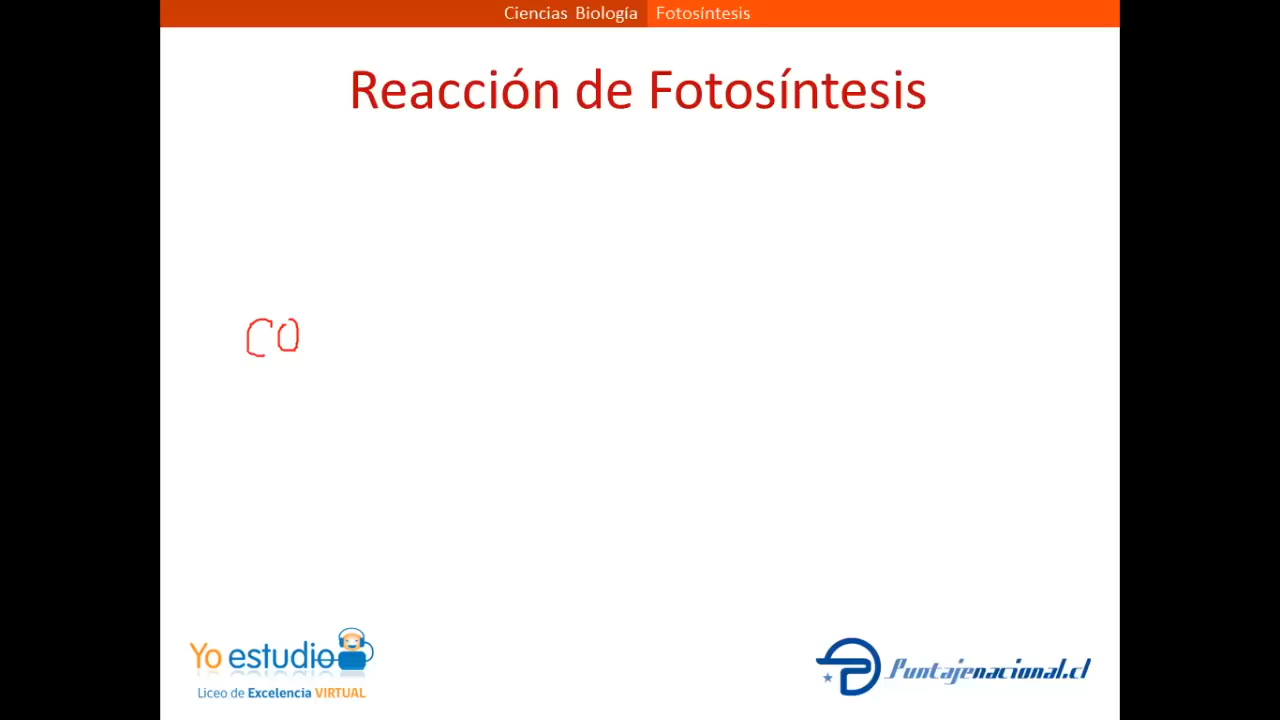 Ciencias Biología Fotosíntesis
Reacción de Fotosíntesis
CO
Yo estudio
Liceo de Excelencia VIRTUAL
Puntajenacional.cl